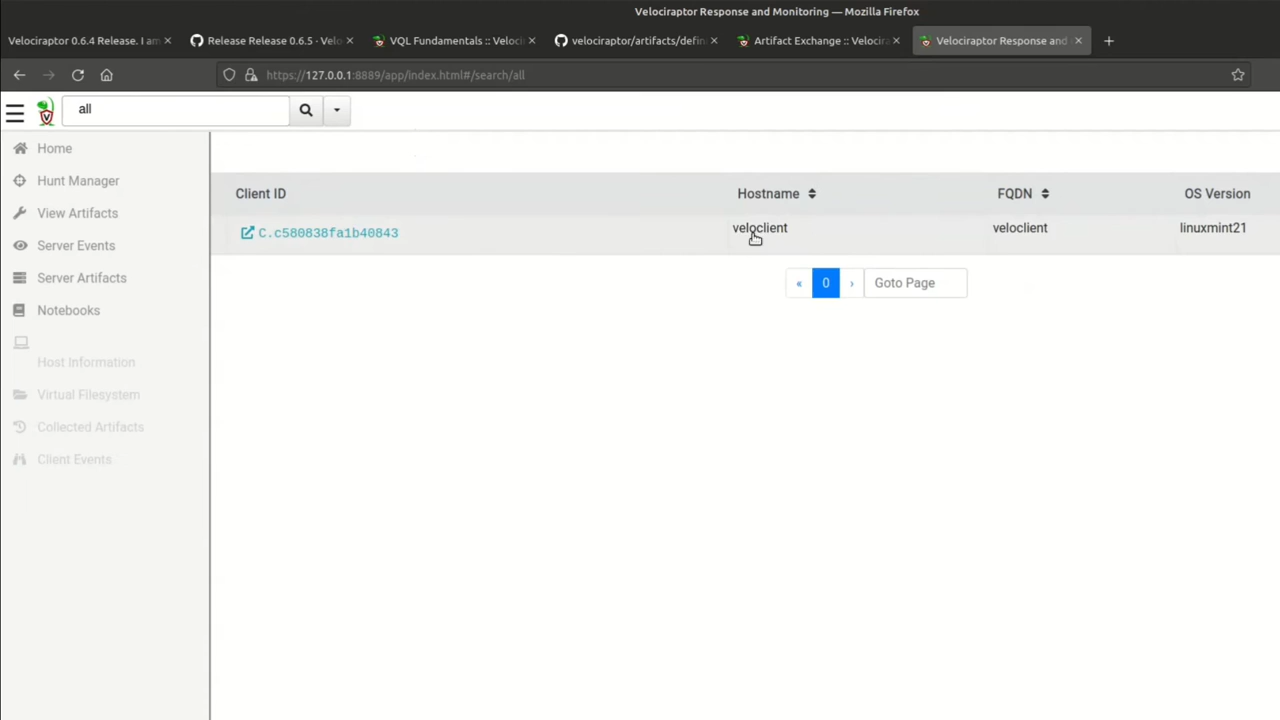 Velociraptor Response and Monitoring — Mozilla Firefox
Velociraptor 0.6.4 Release. I am
Release Release 0.6.5 · Velo
VQL Fundamentals :: Veloci
velociraptor/artifacts/defin
Artifact Exchange :: Velocira
Velociraptor Response and
https://127.0.0.1:8889/app/index.html#/search/all
all
Home
Hunt Manager
View Artifacts
Server Events
Server Artifacts
Notebooks
Host Information
Virtual Filesystem
Collected Artifacts
Client Events
Client ID Hostname FQDN OS Version
C.c580838fa1b40843 veloclient veloclient linuxmint21
« 0 › Goto Page